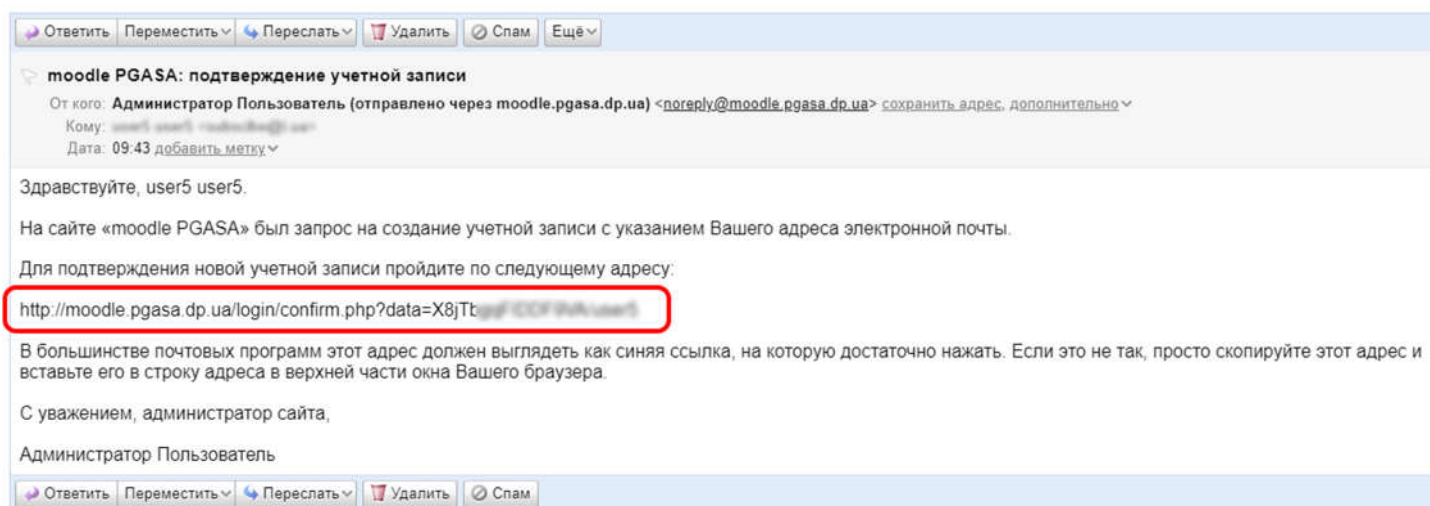 Ответить Переместить Переслать Удалить Спам Ещё
moodle PGASA: подтверждение учетной записи
От кого: Администратор Пользователь (отправлено через moodle.pgasa.dp.ua) <noreply@moodle.pgasa.dp.ua> сохранить адрес, дополнительно
Кому:
Дата: 09:43 добавить метку
Здравствуйте, user5 user5.
На сайте «moodle PGASA» был запрос на создание учетной записи с указанием Вашего адреса электронной почты.
Для подтверждения новой учетной записи пройдите по следующему адресу:
http://moodle.pgasa.dp.ua/login/confirm.php?data=X8jTb
В большинстве почтовых программ этот адрес должен выглядеть как синяя ссылка, на которую достаточно нажать. Если это не так, просто скопируйте этот адрес и
вставьте его в строку адреса в верхней части окна Вашего браузера.
С уважением, администратор сайта,
Администратор Пользователь
Ответить Переместить Переслать Удалить Спам